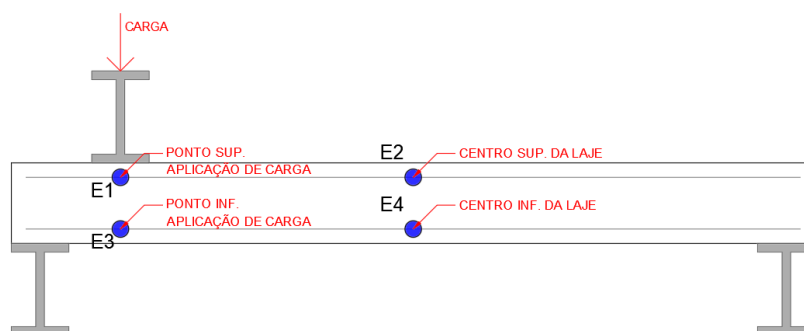 CARGA
PONTO SUP.
APLICAÇÃO DE CARGA
E1
E2
CENTRO SUP. DA LAJE
PONTO INF.
APLICAÇÃO DE CARGA
E3
E4
CENTRO INF. DA LAJE